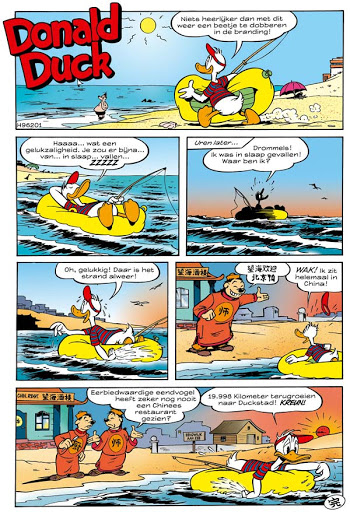 Donald
Duck
Niets heerlijker dan met dit
weer een beetje te dobberen
in de branding!
H96201
Haaaa... wat een
gelukzaligheid. Je zou er bijna...
van... in slaap... vallen...
ZZZZZ
Uren later...
Drommels!
Ik was in slaap gevallen!
Waar ben ik?
Oh, gelukkig! Daar is het
strand alweer!
WAK! Ik zit
helemaal in
China!
Eerbiedwaardige eendvogel
heeft zeker nog nooit
een Chinees
restaurant
gezien?
19.998 Kilometer terugroeien
naar Duckstad! KREUN!